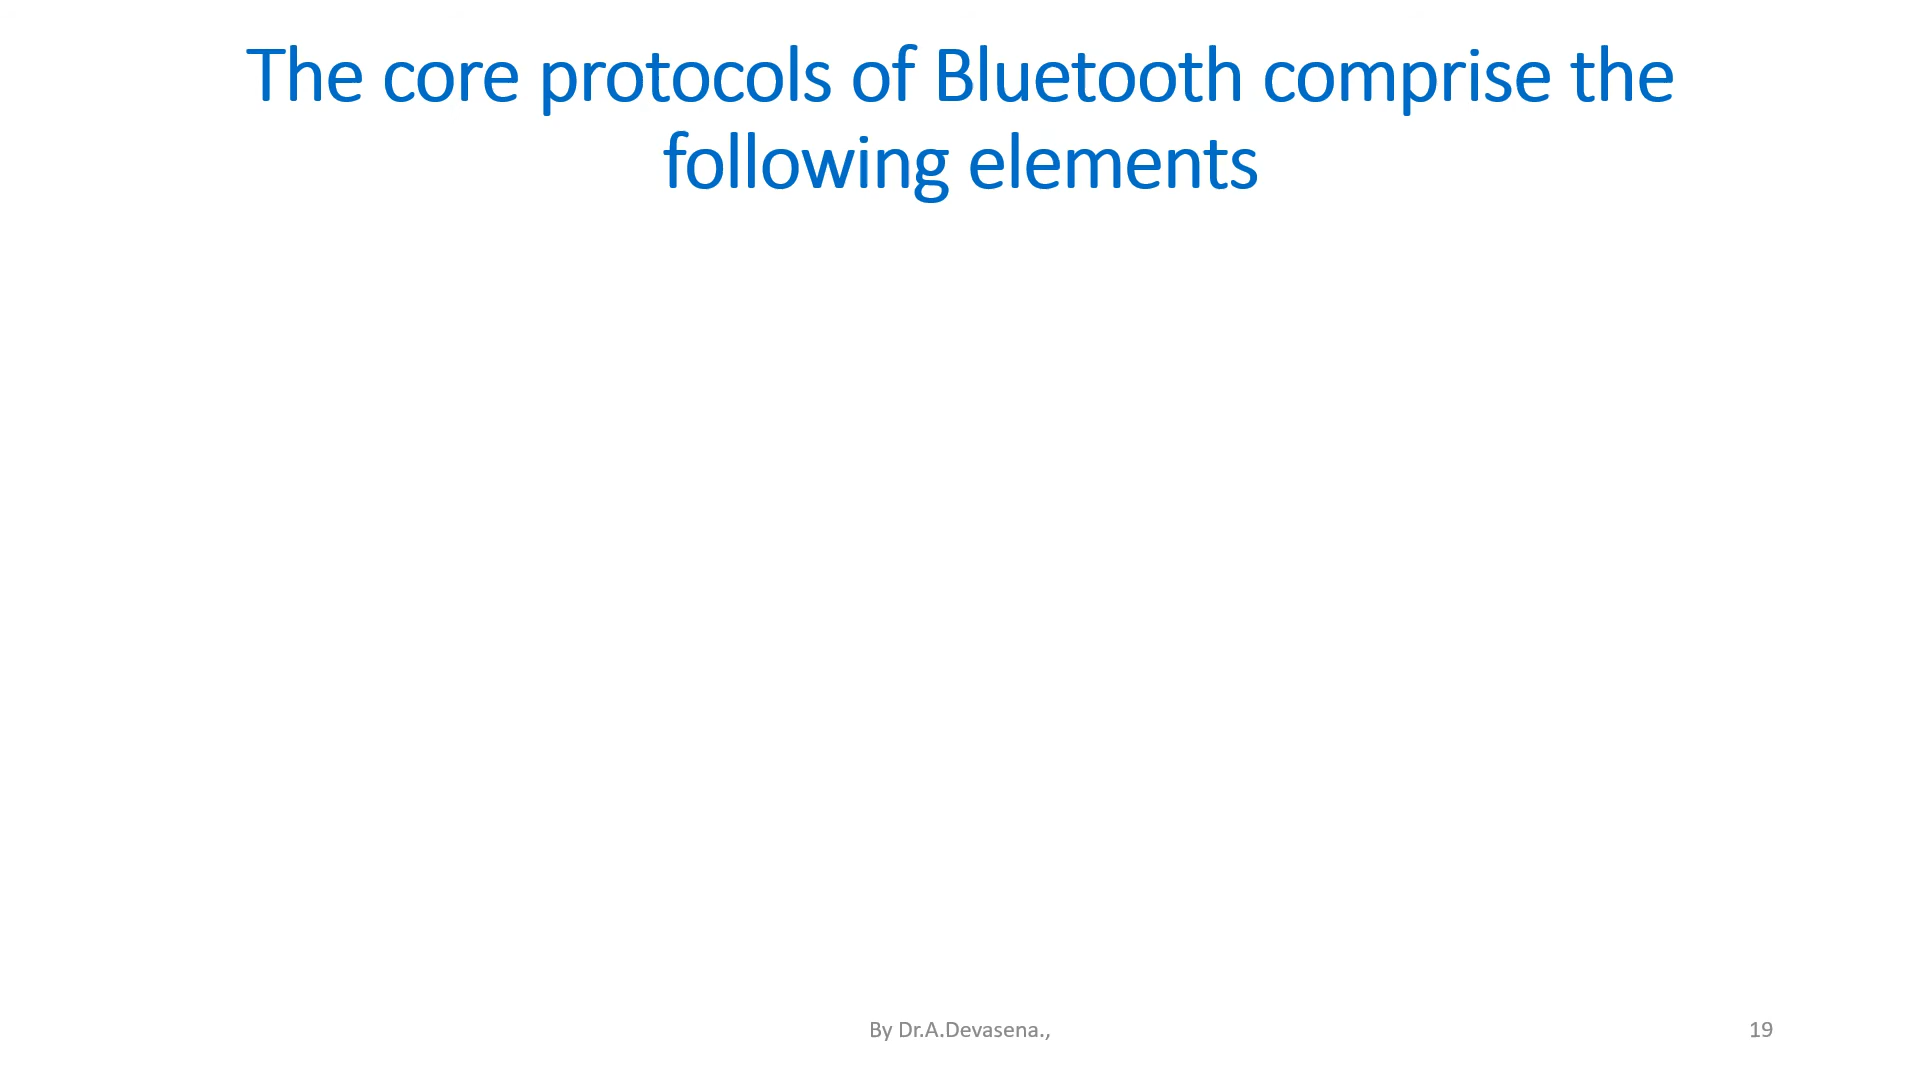 The core protocols of Bluetooth comprise the
following elements
By Dr.A.Devasena.,
19